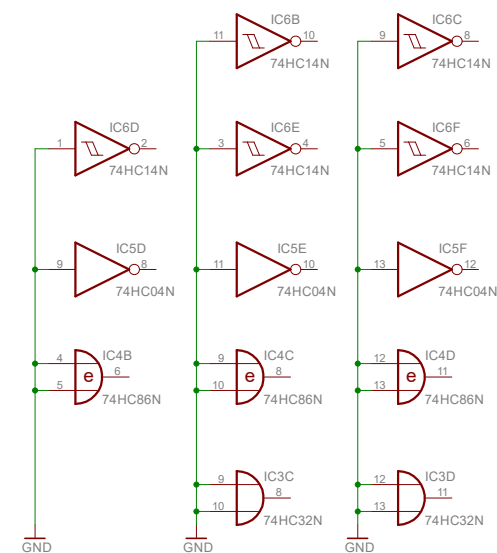 IC6B
11
10
74HC14N
IC6C
9
8
74HC14N
IC6D
1
2
74HC14N
IC6E
3
4
74HC14N
IC6F
5
6
74HC14N
IC5D
9
8
74HC04N
IC5E
11
10
74HC04N
IC5F
13
12
74HC04N
IC4B
4
5
e
6
74HC86N
IC4C
9
10
e
8
74HC86N
IC4D
12
13
e
11
74HC86N
IC3C
9
10
8
74HC32N
IC3D
12
13
11
74HC32N
GND
GND
GND